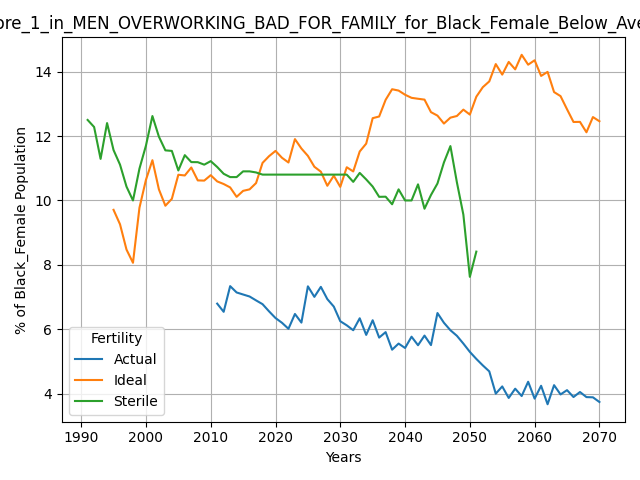 ore_1_in_MEN_OVERWORKING_BAD_FOR_FAMILY_for_Black_Female_Below_Ave
% of Black_Female Population
14
12
10
8
6
4
Fertility
Actual
Ideal
Sterile
1990 2000 2010 2020 2030 2040 2050 2060 2070
Years